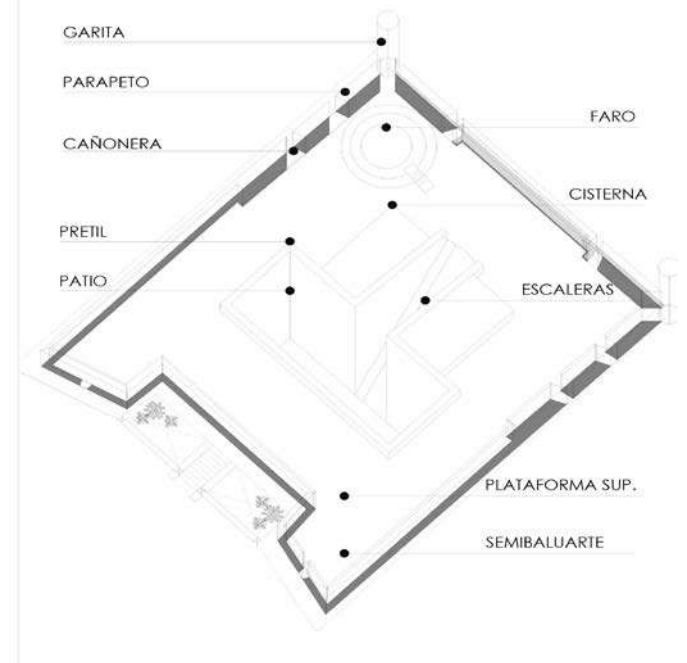 GARITA
PARAPETO
FARO
CAÑONERA
CISTERNA
PRETIL
PATIO
ESCALERAS
PLATAFORMA SUP.
SEMIBALUARTE